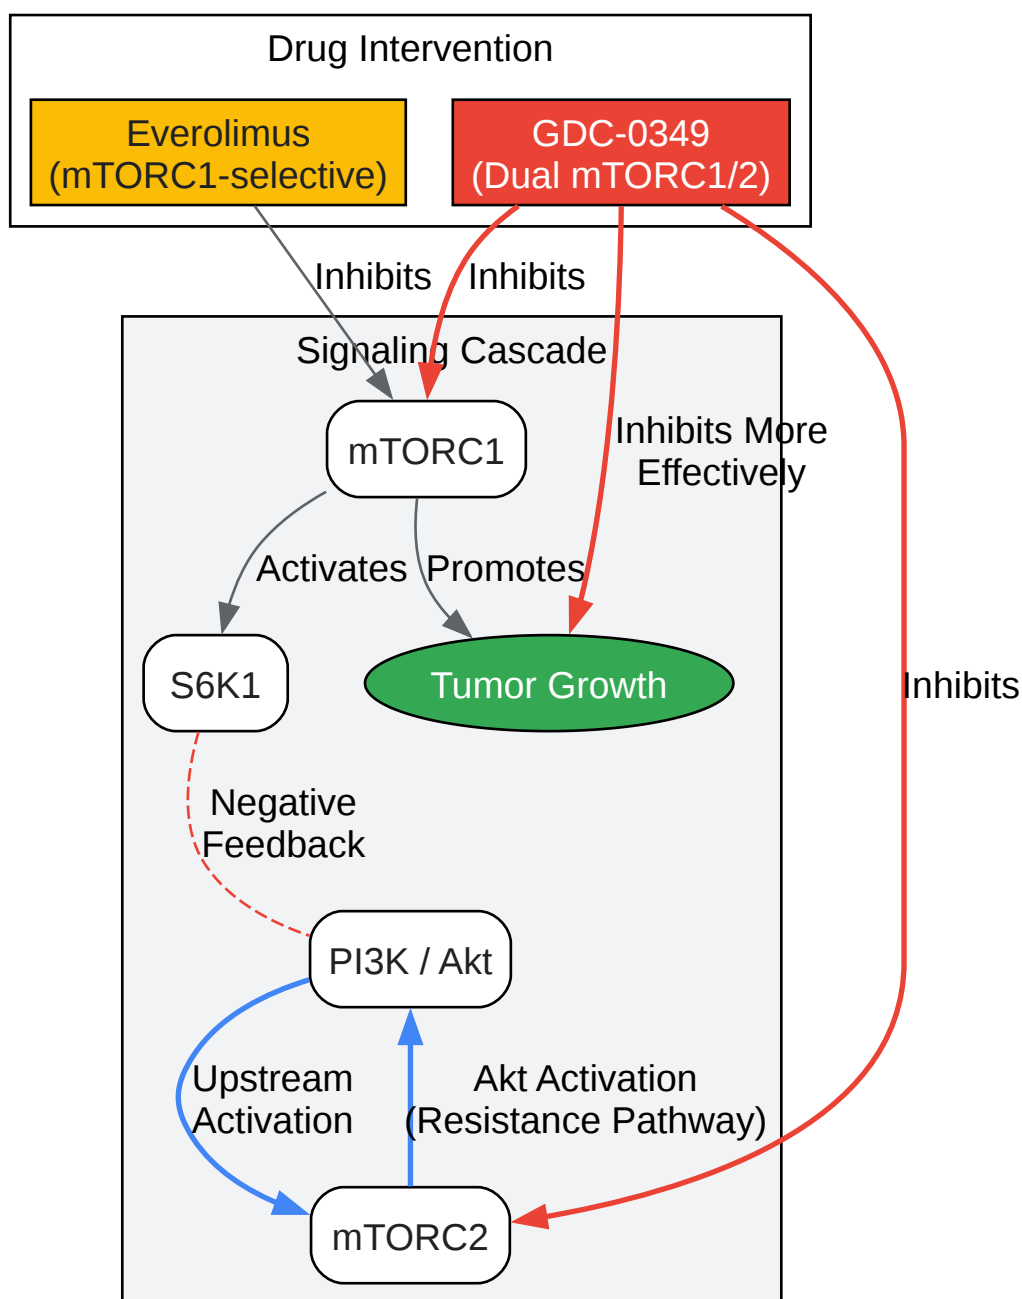 Drug Intervention
Everolimus
(mTORC1-selective)
GDC-0349
(Dual mTORC1/2)
Inhibits
Inhibits
Signaling Cascade
mTORC1
Inhibits More
Effectively
Activates
Promotes
S6K1
Tumor Growth
Inhibits
Negative
Feedback
PI3K / Akt
Upstream
Activation
Akt Activation
(Resistance Pathway)
mTORC2